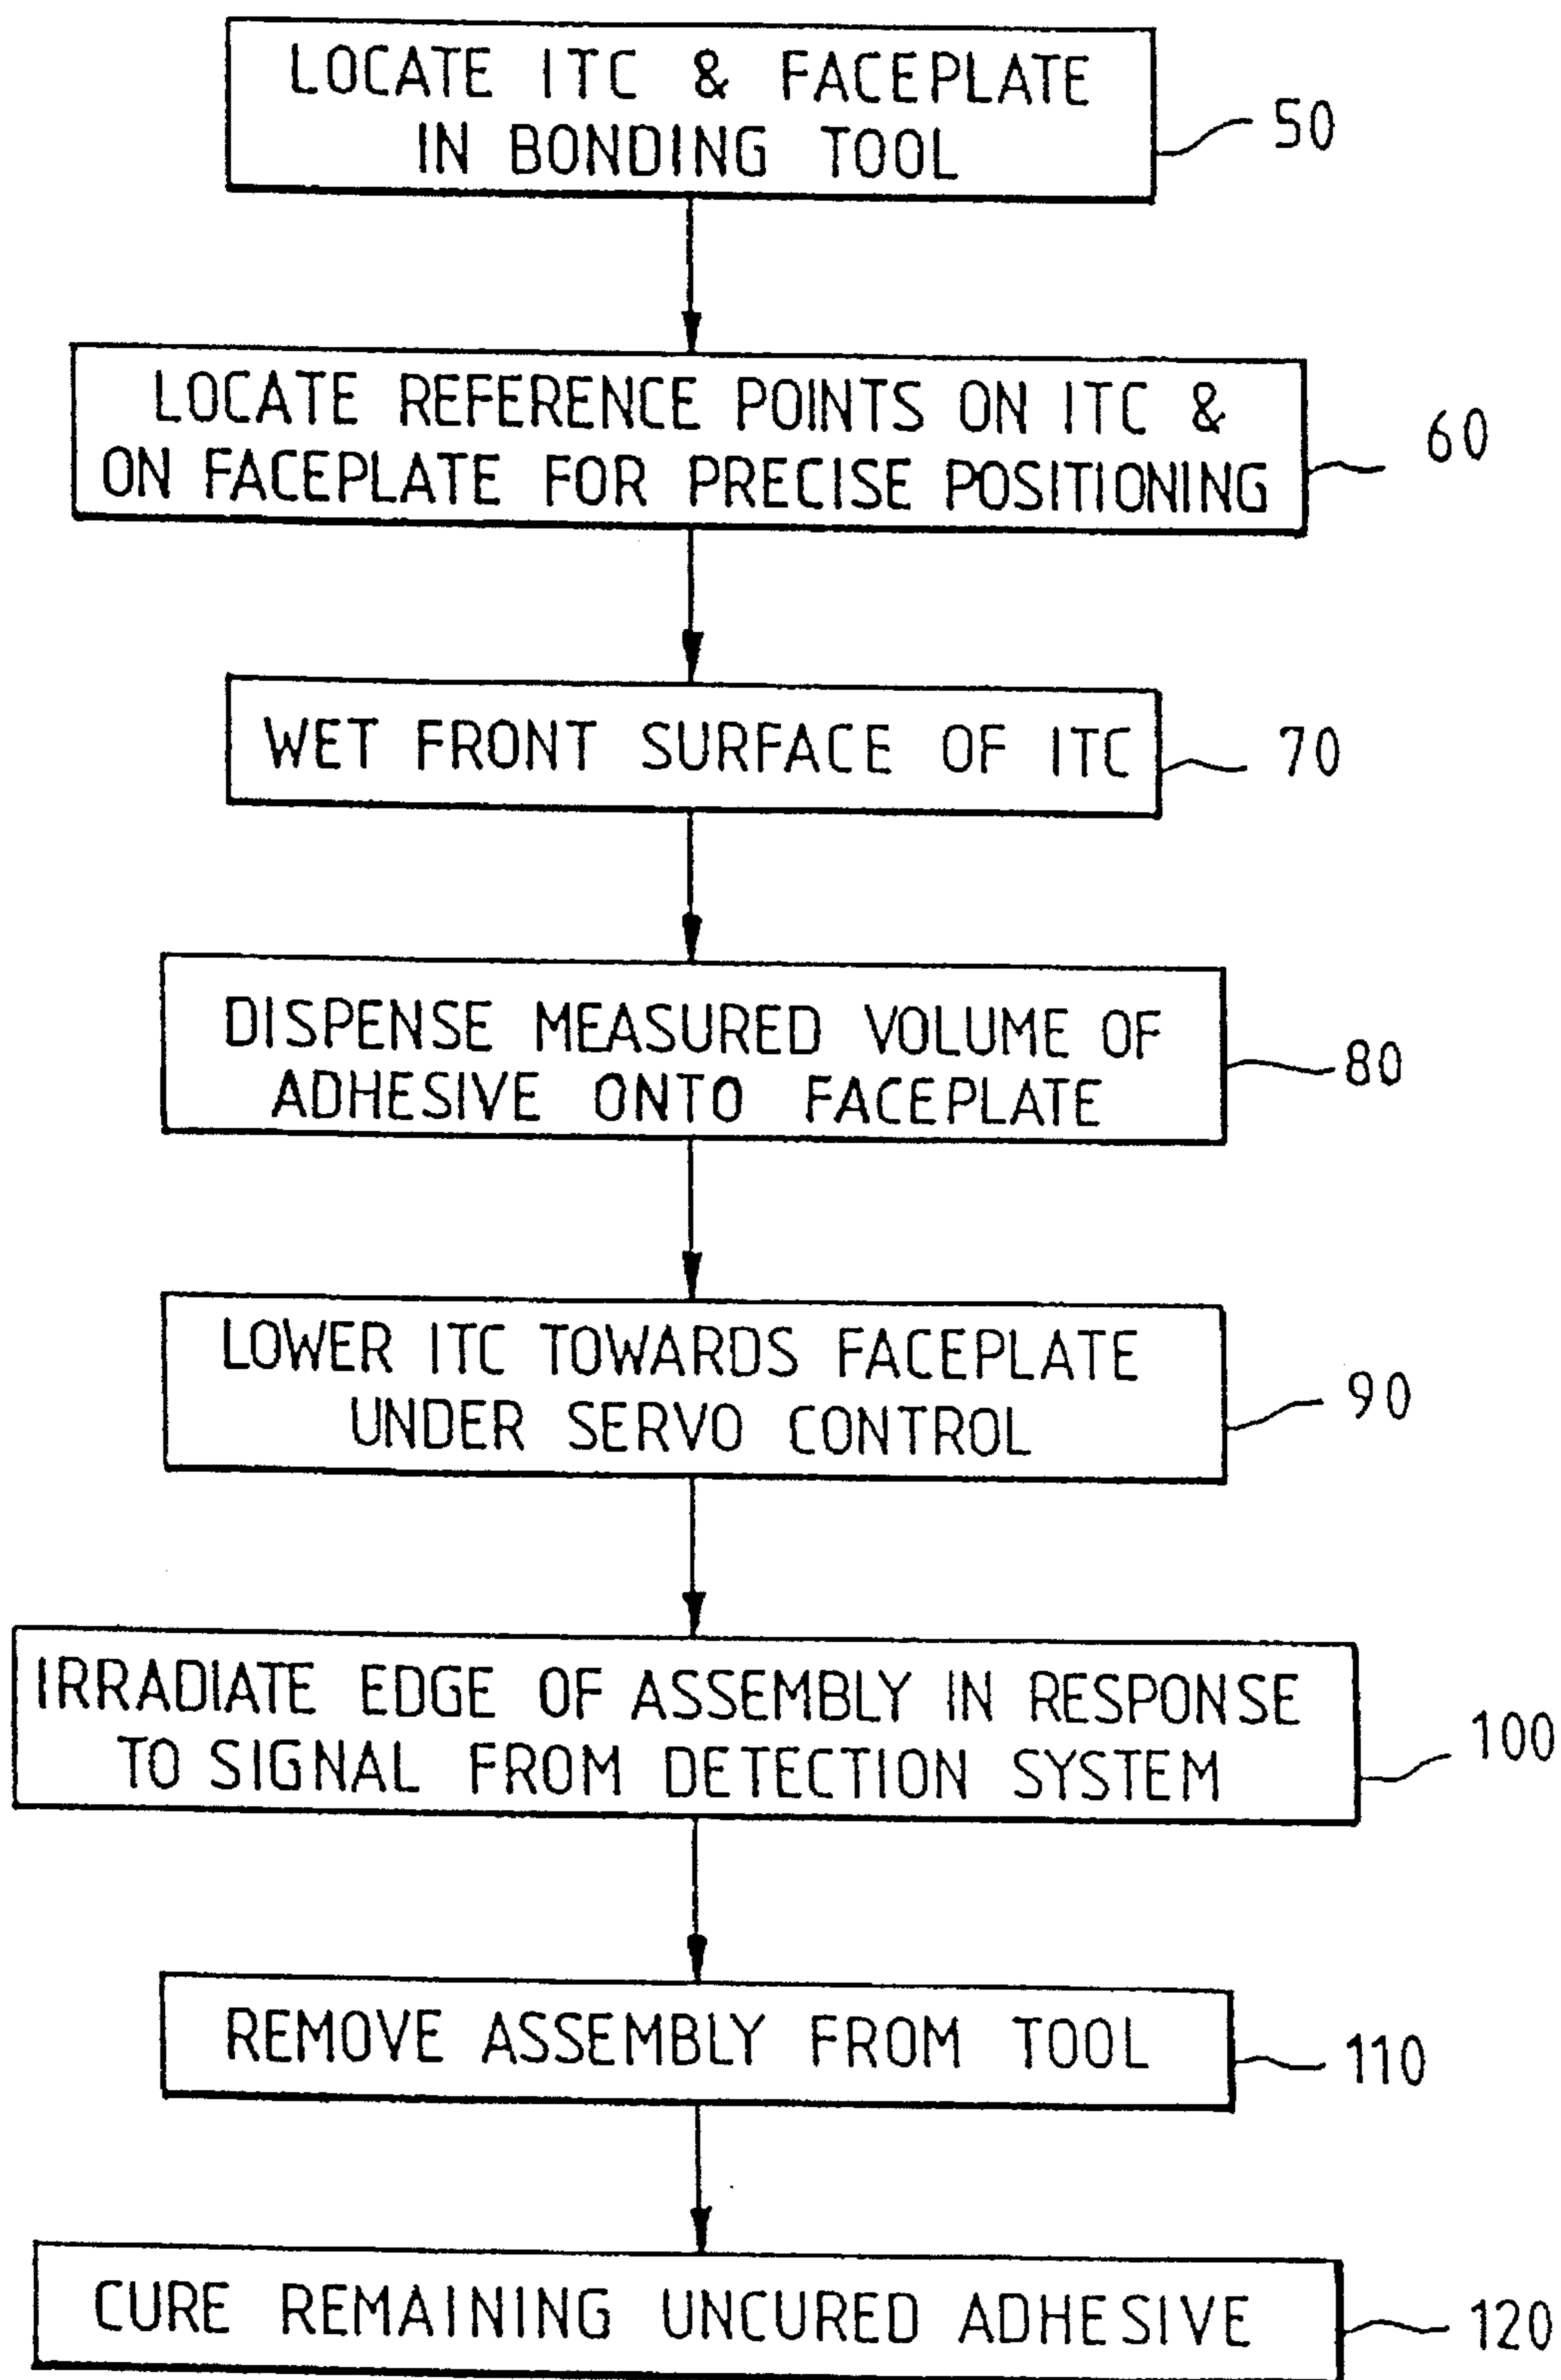 LOCATE ITC & FACEPLATE
IN BONDING TOOL
50
LOCATE REFERENCE POINTS ON ITC &
ON FACEPLATE FOR PRECISE POSITIONING
60
WET FRONT SURFACE OF ITC
70
DISPENSE MEASURED VOLUME OF
ADHESIVE ONTO FACEPLATE
80
LOWER ITC TOWARDS FACEPLATE
UNDER SERVO CONTROL
90
IRRADIATE EDGE OF ASSEMBLY IN RESPONSE
TO SIGNAL FROM DETECTION SYSTEM
100
REMOVE ASSEMBLY FROM TOOL
110
CURE REMAINING UNCURED ADHESIVE
120